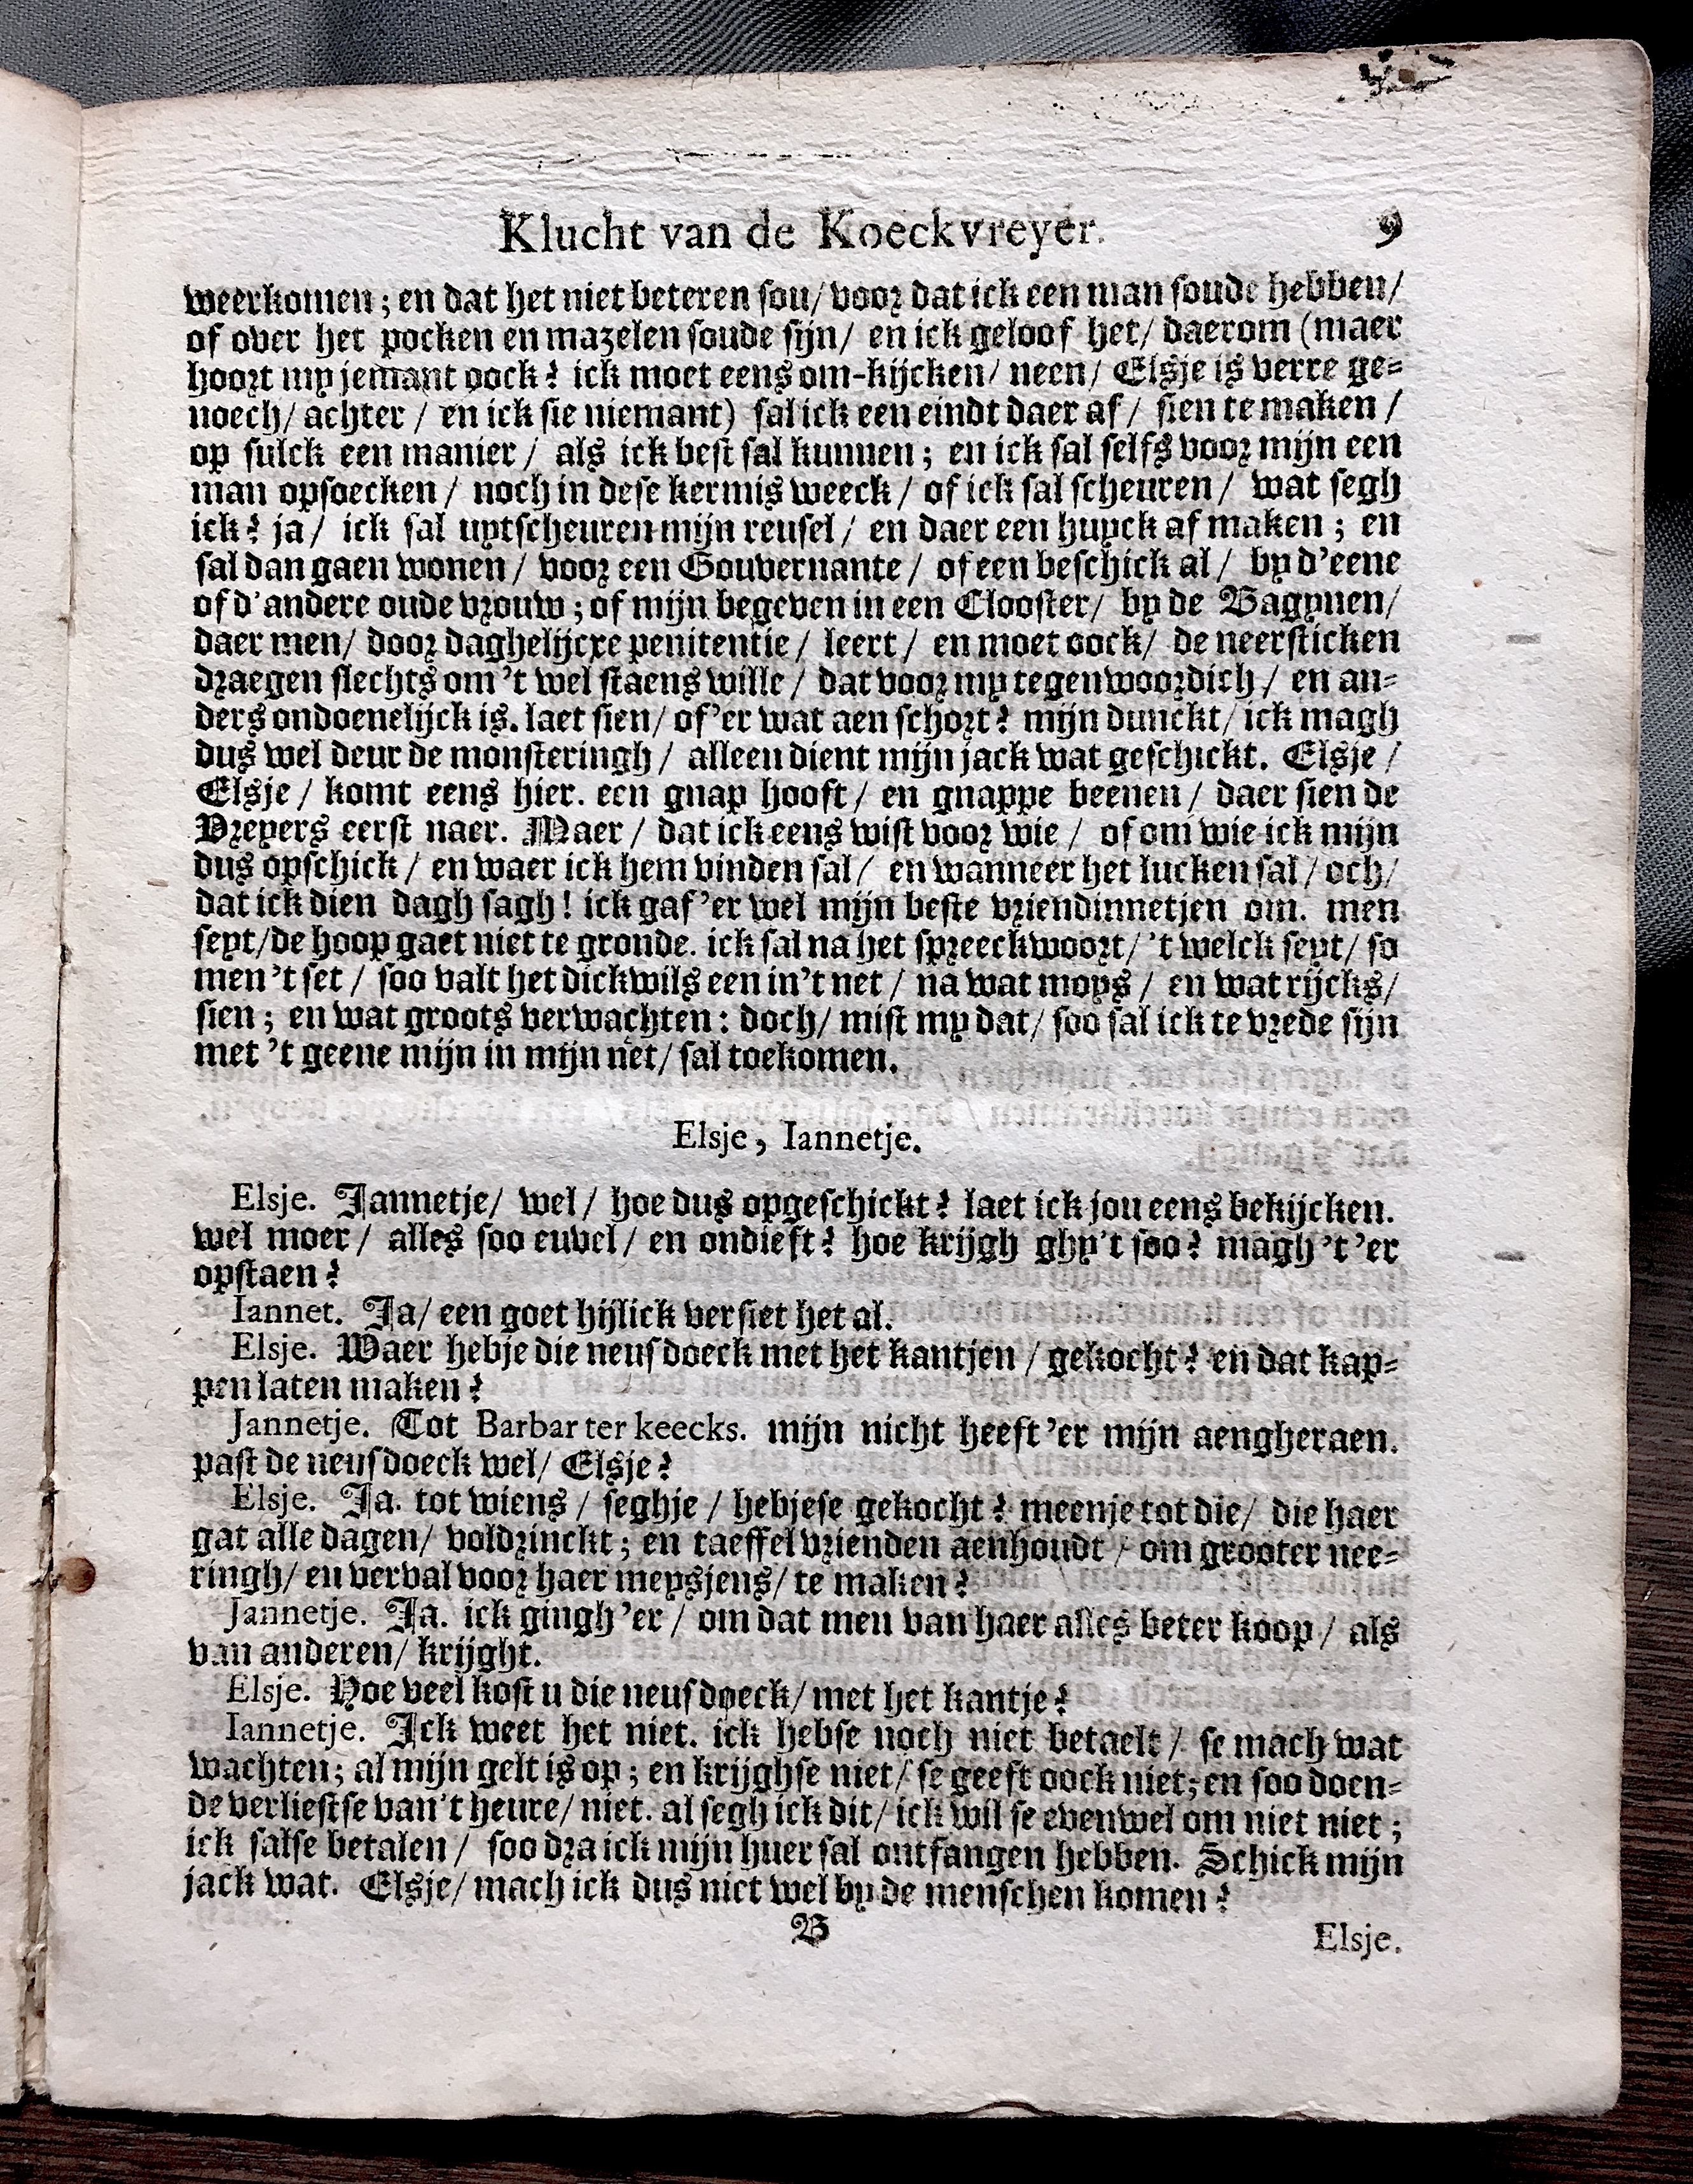 Klucht van de Koeckvreyer. 9
weerkomen; en dat het niet beteren sou/ voor dat ick een man soude hebben/
of over het pocken en mazelen soude sijn/ en ick geloof het/ daerom (maer
hoort my jemant oock? ick moet eens om-kijcken/ neen/ Elsje is verre ge-
noech/ achter / en ick sie niemant) sal ick een eindt daer af / sien te maken /
op sulck een manier / als ick best sal kunnen; en ick sal selfs voor mijn een
man opsoecken / noch in dese kermis weeck / of ick sal scheuren / wat segh
ick? ja / ick sal uytscheuren mijn reusel / en daer een huyck af maken; en
sal dan gaen wonen / voor een Gouvernante / of een beschick al / by d'eene
of d'andere oude vrouw; of mijn begeven in een Clooster/ by de Bagynen/
daer men/ door daghelijcxe penitentie / leert / en moet oock/ de neersticken
draegen slechts om 't wel staens wille / dat voor my tegenwoordich / en an-
ders ondoenelijck is. laet sien/ of 'er wat aen schort? mijn dunckt/ ick magh
dus wel deur de monsteringh / alleen dient mijn jack wat geschickt. Elsje /
Elsje / komt eens hier. een gnap hooft / en gnappe beenen / daer sien de
Vreyers eerst naer. Maer / dat ick eens wist voor wie / of om wie ick mijn
dus opschick / en waer ick hem vinden sal / en wanneer het lucken sal / och/
dat ick dien dagh sagh! ick gaf 'er wel mijn beste vriendinnetjen om. men
seyt/ de hoop gaet niet te gronde. ick sal na het spreeckwoort/ 't welck seyt/ so
men 't set / soo valt het dickwils een in't net / na wat moys / en wat rijcks/
sien; en wat groots verwachten: doch/ mist my dat/ soo sal ick te vrede sijn
met 't geene mijn in mijn net/ sal toekomen.
Elsje, Iannetje.
Elsje. Jannetje/ wel/ hoe dus opgeschickt? laet ick jou eens bekijcken.
wel moer / alles soo euvel/ en ondieft? hoe krijgh ghy't soo? magh 't 'er
opstaen?
Iannet. Ja/ een goet hijlick versiet het al.
Elsje. Waer hebje die neusdoeck met het kantjen / gekocht? en dat kap-
pen laten maken?
Jannetje. Tot Barbar ter keecks. mijn nicht heeft 'er mijn aengheraen.
past de neusdoeck wel/ Elsje?
Elsje. Ja. tot wiens / seghje / hebjese gekocht? meenje tot die/ die haer
gat alle dagen/ voldrinckt; en taeffelvrienden aenhoudt / om grooter nee-
ringh/ en verval voor haer meysjens/ te maken?
Jannetje. Ja. ick gingh 'er / om dat men van haer alles beter koop / als
van anderen/ krijght.
Elsje. Hoe veel kost u die neusdoeck/ met het kantje?
Iannetje. Ick weet het niet. ick hebse noch niet betaelt / se mach wat
wachten; al mijn gelt is op; en krijghse niet/ se geeft oock niet; en soo doen-
de verliestse van't heure/ niet. al segh ick dit/ ick wil se evenwel om niet niet;
ick salse betalen / soo dra ick mijn huer sal ontfangen hebben. Schick mijn
jack wat. Elsje/ mach ick dus niet wel by de menschen komen?
B
Elsje.